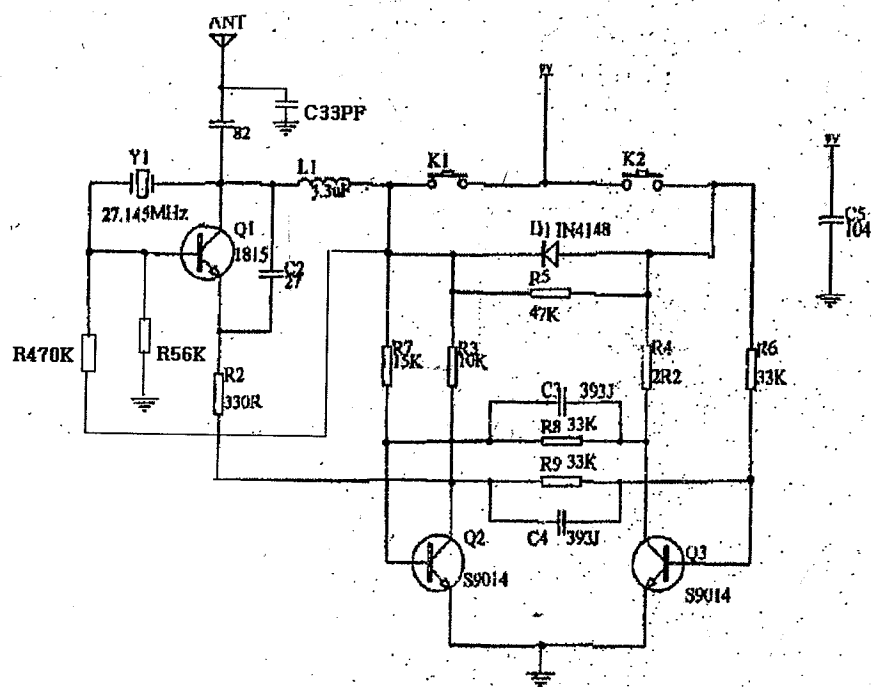 ANT
C33PF
82
9V
Y1
L1
3.3uF
K1
K2
9V
27.145MHz
Q1
1815
D1 IN4148
C5
104
C2
27
R5
47K
R470K
R56K
R7
15K
R3
10K
R4
2R2
R6
33K
R2
330R
C3
393J
R8
33K
R9
33K
C4
393J
Q2
S9014
Q3
S9014